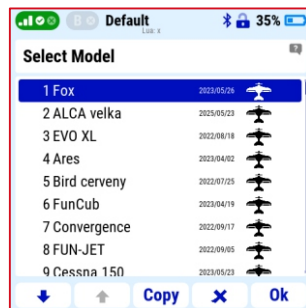 B Default 35%
Lux: x
Select Model ?
1 Fox 2023/05/26
2 ALCA velka 2025/05/23
3 EVO XL 2022/08/18
4 Ares 2023/04/02
5 Bird cerveny 2022/07/25
6 FunCub 2023/04/19
7 Convergence 2022/09/17
8 FUN-JET 2022/09/05
9 Cessna 150 2023/05/23
Copy Ok